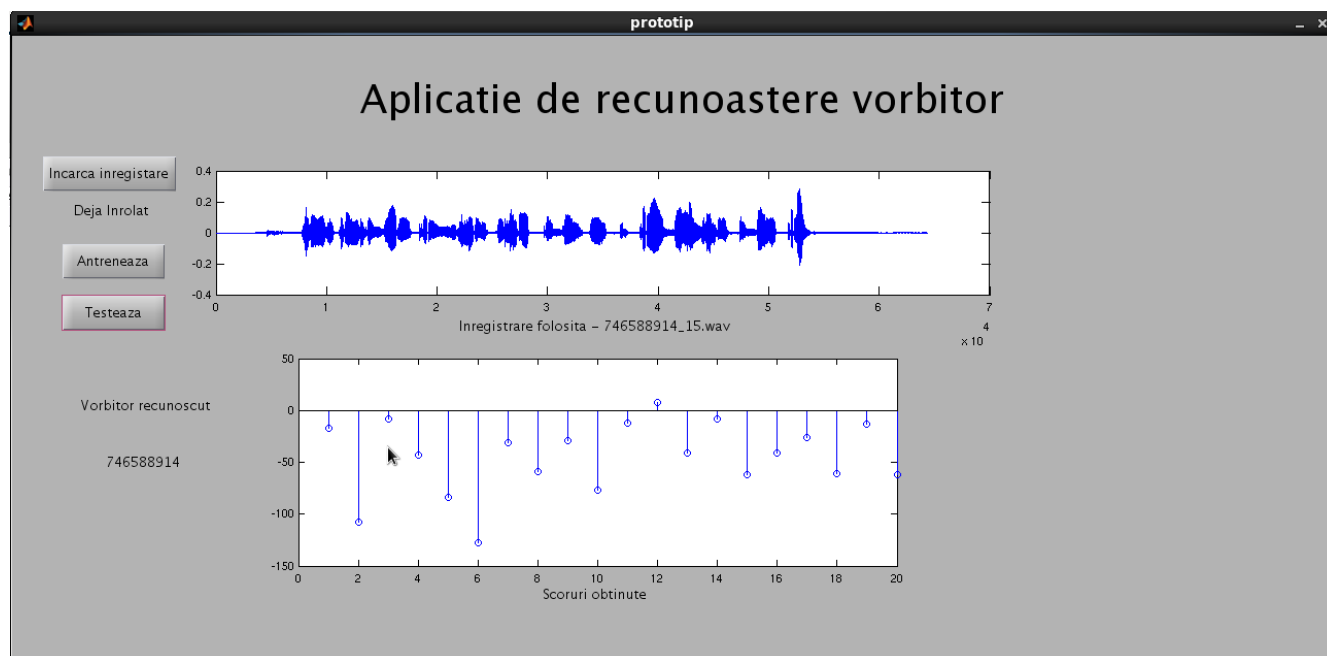 prototip
Aplicatie de recunoastere vorbitor
Incarca inregistare
Deja Inrolat
Antreneaza
Testeaza
0.4
0.2
0
-0.2
-0.4
0 1 2 3 4 5 6 7
Inregistrare folosita - 746588914_15.wav
4
x 10
Vorbitor recunoscut
746588914
50
0
-50
-100
-150
0 2 4 6 8 10 12 14 16 18 20
Scoruri obtinute